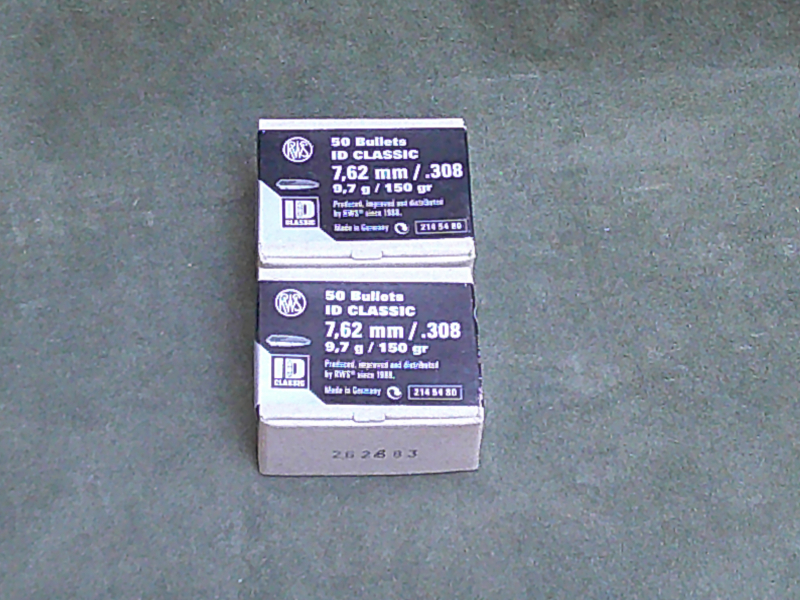 RWS
50 Bullets
ID CLASSIC
7,62 mm / .308
9,7 g / 150 gr
ID
CLASSIC
Produced, improved and distributed
by RWS® since 1988.
Made in Germany
214 54 80
RWS
50 Bullets
ID CLASSIC
7,62 mm / .308
9,7 g / 150 gr
ID
CLASSIC
Produced, improved and distributed
by RWS® since 1988.
Made in Germany
214 54 80
262683